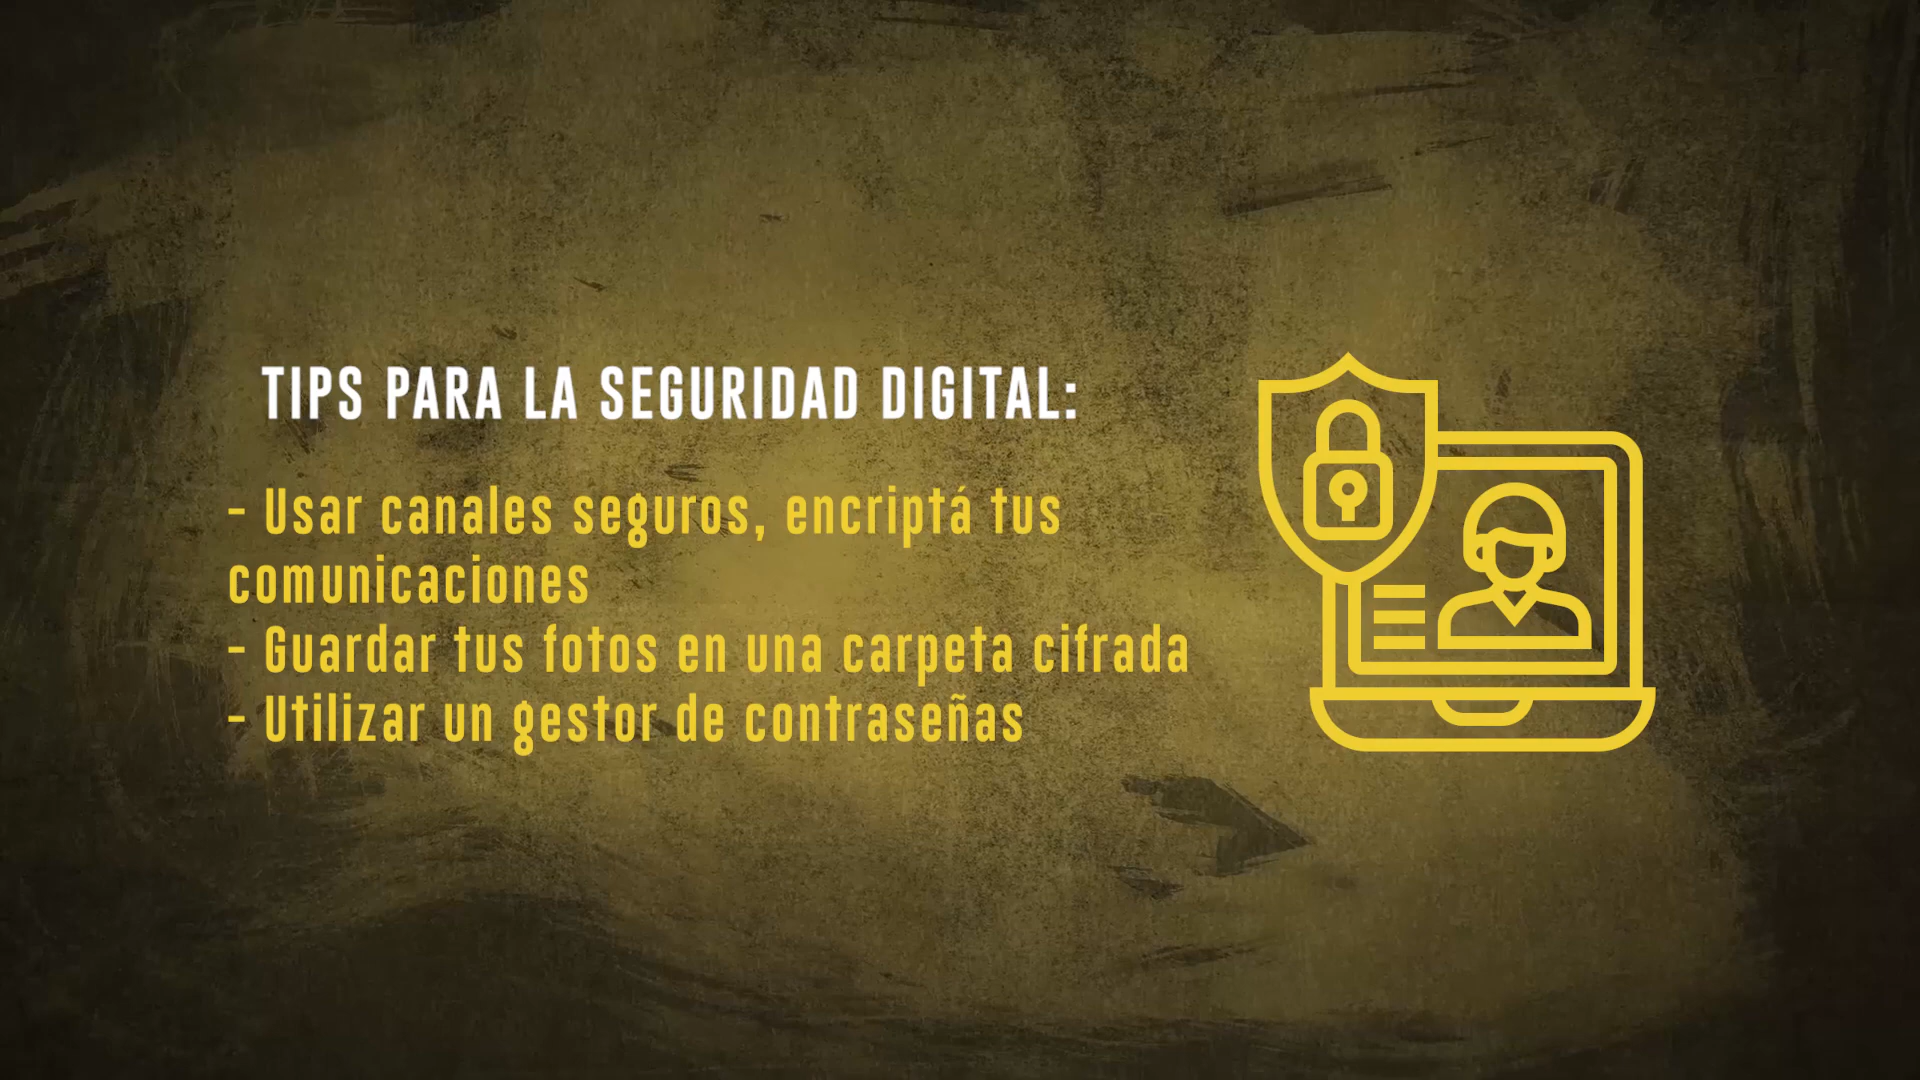 TIPS PARA LA SEGURIDAD DIGITAL:
- Usar canales seguros, encriptá tus
comunicaciones
- Guardar tus fotos en una carpeta cifrada
- Utilizar un gestor de contraseñas